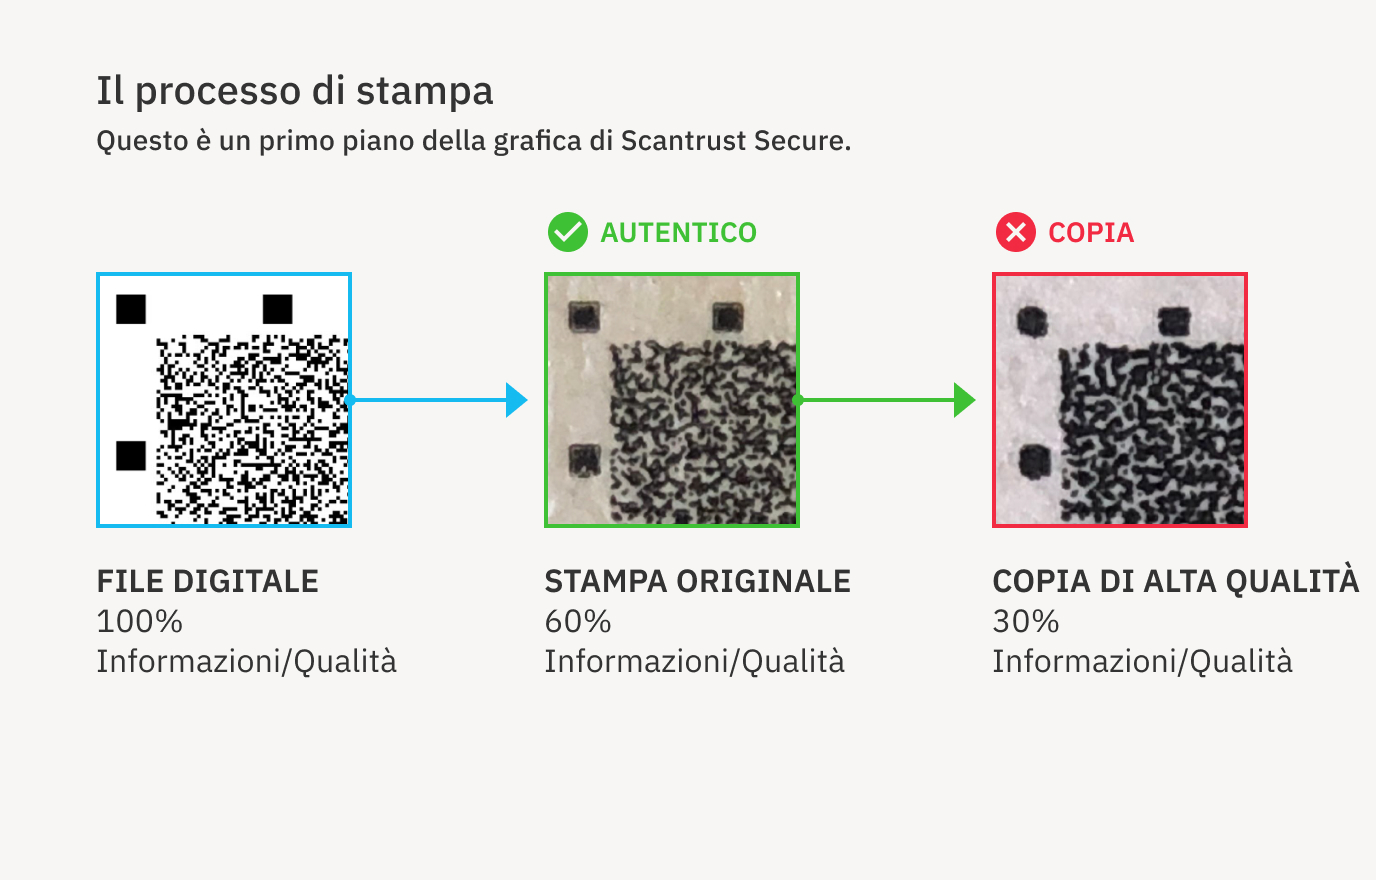 Il processo di stampa
Questo è un primo piano della grafica di Scantrust Secure.
AUTENTICO
COPIA
FILE DIGITALE
100%
Informazioni/Qualità
STAMPA ORIGINALE
60%
Informazioni/Qualità
COPIA DI ALTA QUALITÀ
30%
Informazioni/Qualità